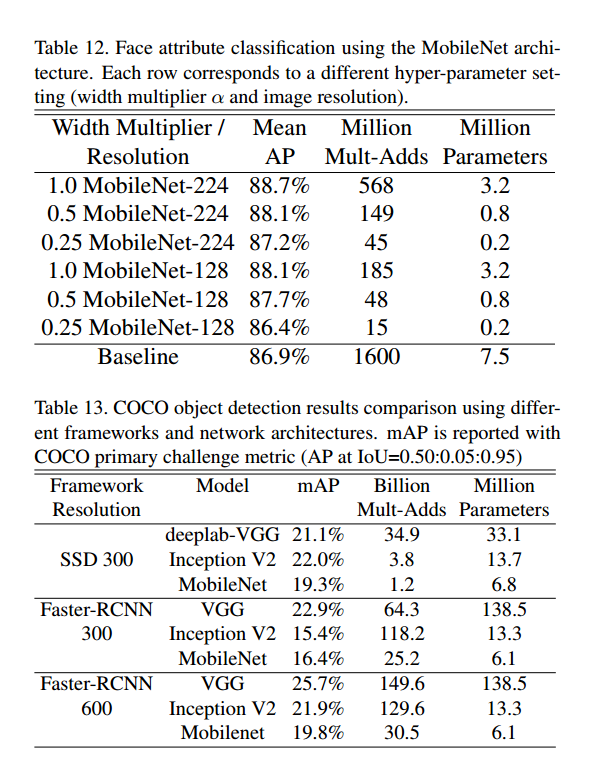 Table 12. Face attribute classification using the MobileNet archi-
tecture. Each row corresponds to a different hyper-parameter set-
ting (width multiplier α and image resolution).
Width Multiplier / Mean Million Million
Resolution AP Mult-Adds Parameters
1.0 MobileNet-224 88.7% 568 3.2
0.5 MobileNet-224 88.1% 149 0.8
0.25 MobileNet-224 87.2% 45 0.2
1.0 MobileNet-128 88.1% 185 3.2
0.5 MobileNet-128 87.7% 48 0.8
0.25 MobileNet-128 86.4% 15 0.2
Baseline 86.9% 1600 7.5
Table 13. COCO object detection results comparison using differ-
ent frameworks and network architectures. mAP is reported with
COCO primary challenge metric (AP at IoU=0.50:0.05:0.95)
Framework Model mAP Billion Million
Resolution Mult-Adds Parameters
deeplab-VGG 21.1% 34.9 33.1
SSD 300 Inception V2 22.0% 3.8 13.7
MobileNet 19.3% 1.2 6.8
Faster-RCNN VGG 22.9% 64.3 138.5
300 Inception V2 15.4% 118.2 13.3
MobileNet 16.4% 25.2 6.1
Faster-RCNN VGG 25.7% 149.6 138.5
600 Inception V2 21.9% 129.6 13.3
Mobilenet 19.8% 30.5 6.1